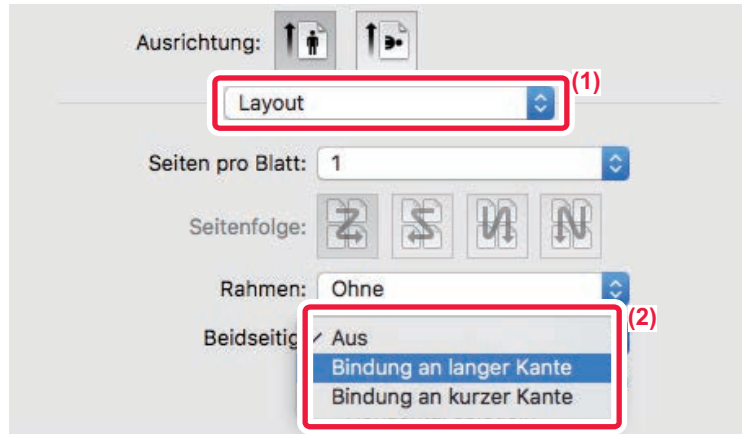 Ausrichtung:
(1)
Layout
Seiten pro Blatt: 1
Seitenfolge:
Rahmen: Ohne
(2)
Beidseitig ✓ Aus
Bindung an langer Kante
Bindung an kurzer Kante